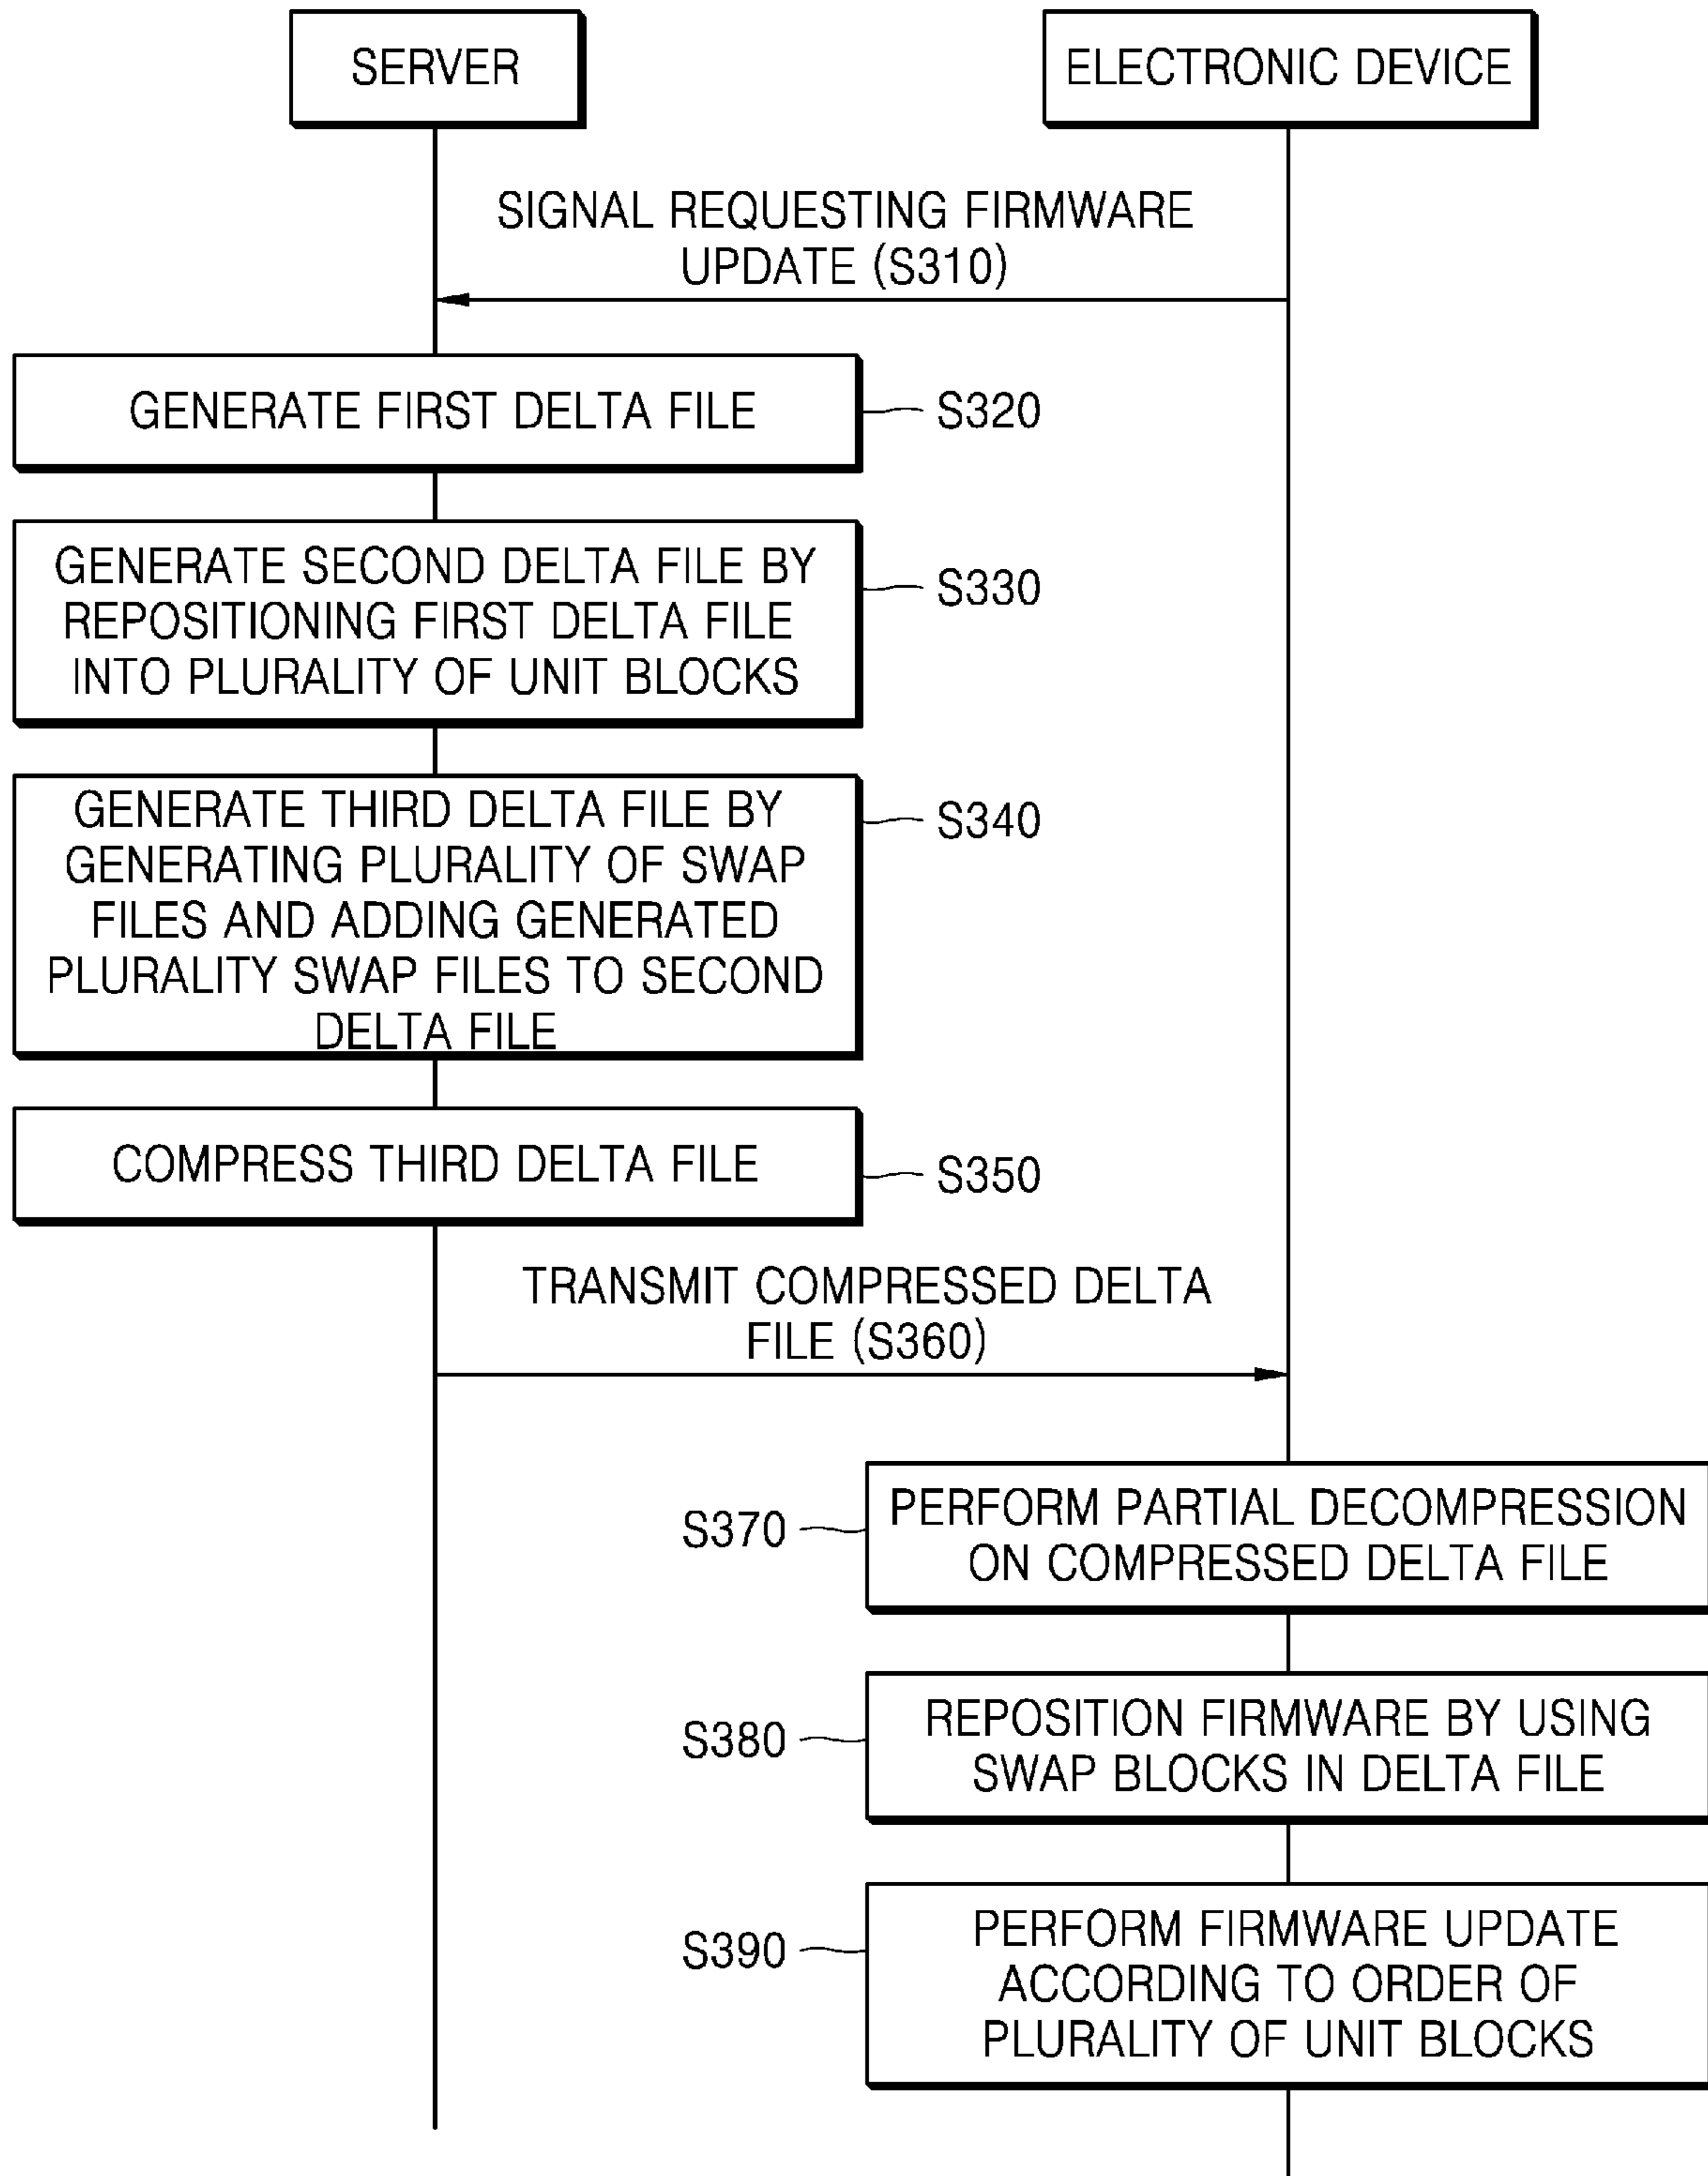 SERVER
ELECTRONIC DEVICE
SIGNAL REQUESTING FIRMWARE
UPDATE (S310)
GENERATE FIRST DELTA FILE
S320
GENERATE SECOND DELTA FILE BY
REPOSITIONING FIRST DELTA FILE
INTO PLURALITY OF UNIT BLOCKS
S330
GENERATE THIRD DELTA FILE BY
GENERATING PLURALITY OF SWAP
FILES AND ADDING GENERATED
PLURALITY SWAP FILES TO SECOND
DELTA FILE
S340
COMPRESS THIRD DELTA FILE
S350
TRANSMIT COMPRESSED DELTA
FILE (S360)
S370
PERFORM PARTIAL DECOMPRESSION
ON COMPRESSED DELTA FILE
S380
REPOSITION FIRMWARE BY USING
SWAP BLOCKS IN DELTA FILE
S390
PERFORM FIRMWARE UPDATE
ACCORDING TO ORDER OF
PLURALITY OF UNIT BLOCKS